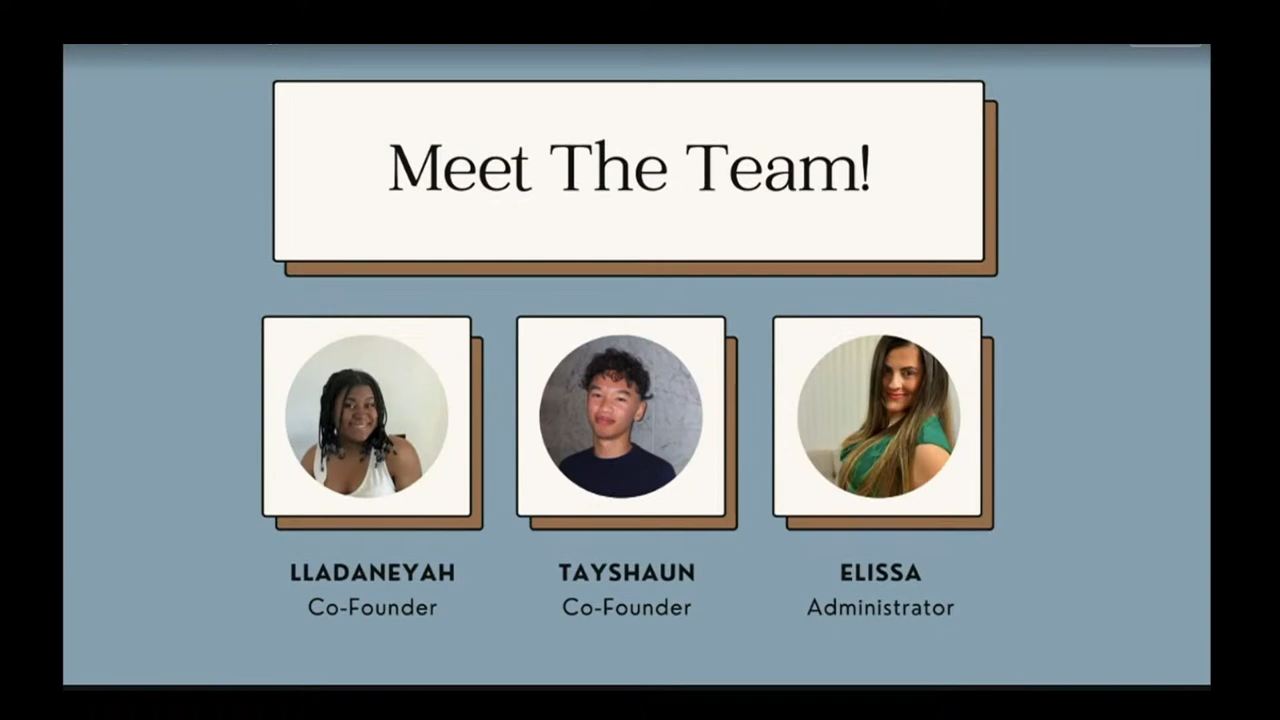 Meet The Team!
LLADANEYAH
Co-Founder
TAYSHAUN
Co-Founder
ELISSA
Administrator